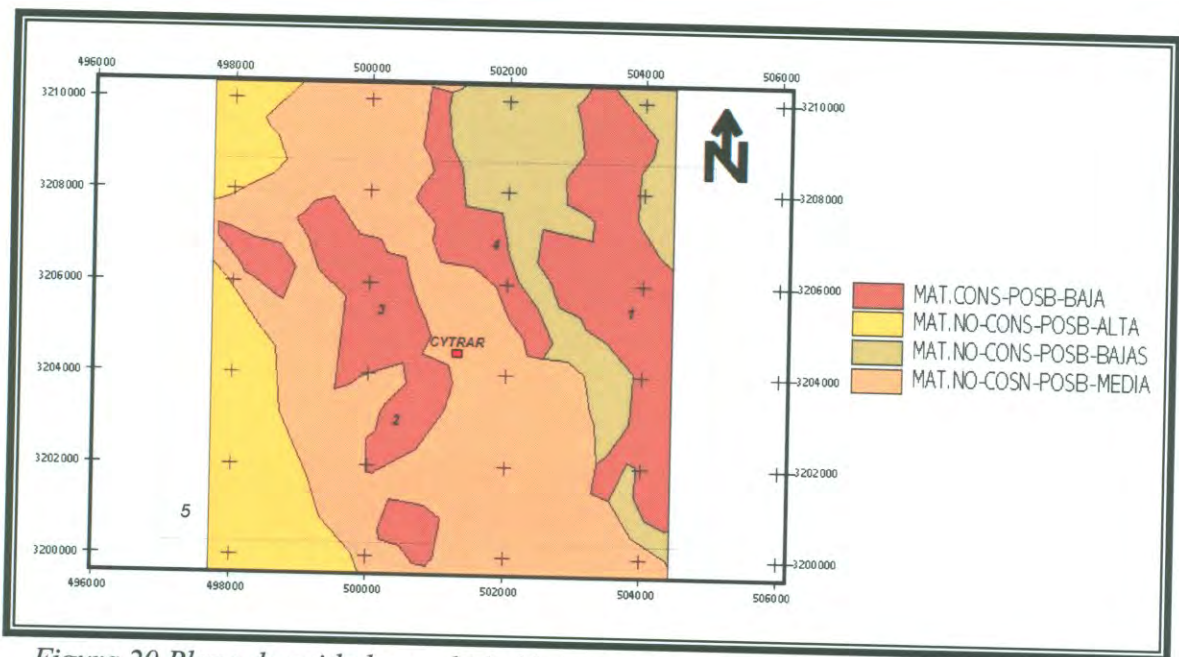 496000 498000 500000 502000 504000 506000
3210000 3210000
3208000 3208000
3206000 3206000
3204000 3204000
3202000 3202000
3200000 3200000
N
4
3
1
CYTRAR
2
5
MAT.CONS-POSB-BAJA
MAT.NO-CONS-POSB-ALTA
MAT.NO-CONS-POSB-BAJAS
MAT.NO-COSN-POSB-MEDIA
496000 498000 500000 502000 504000 506000